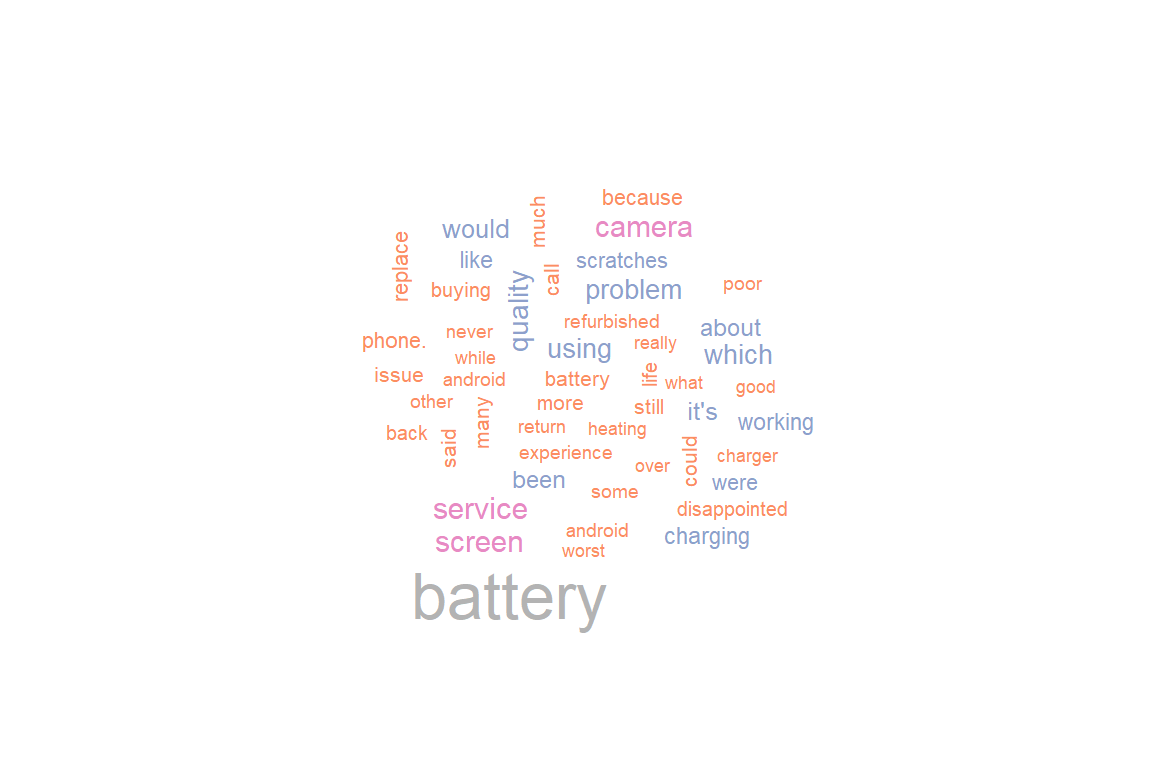 because
much
camera
would
replace
like
scratches
call
buying
problem
poor
quality
refurbished
about
never
phone.
really
using
which
while
issue
android
battery
life
what
good
other
more
still
it's
working
many
back
said
return
heating
experience
could
charger
over
been
some
were
service
disappointed
android
charging
screen
worst
battery